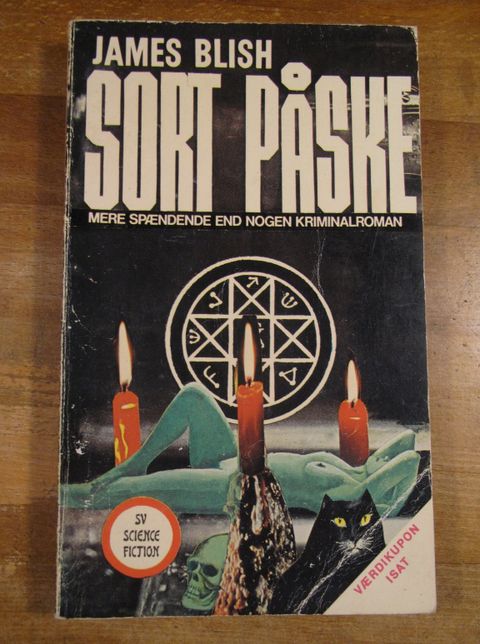 JAMES BLISH
SORT PÅSKE
MERE SPÆNDENDE END NOGEN KRIMINALROMAN
SV
SCIENCE
FICTION
VÆRDIKUPON
ISAT